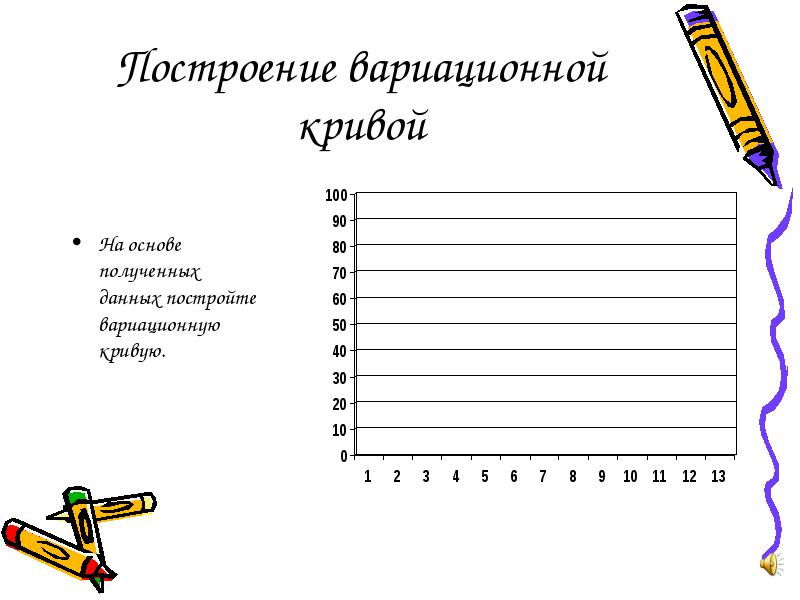 Построение вариационной
кривой
• На основе
полученных
данных постройте
вариационную
кривую.
100
90
80
70
60
50
40
30
20
10
0
1 2 3 4 5 6 7 8 9 10 11 12 13